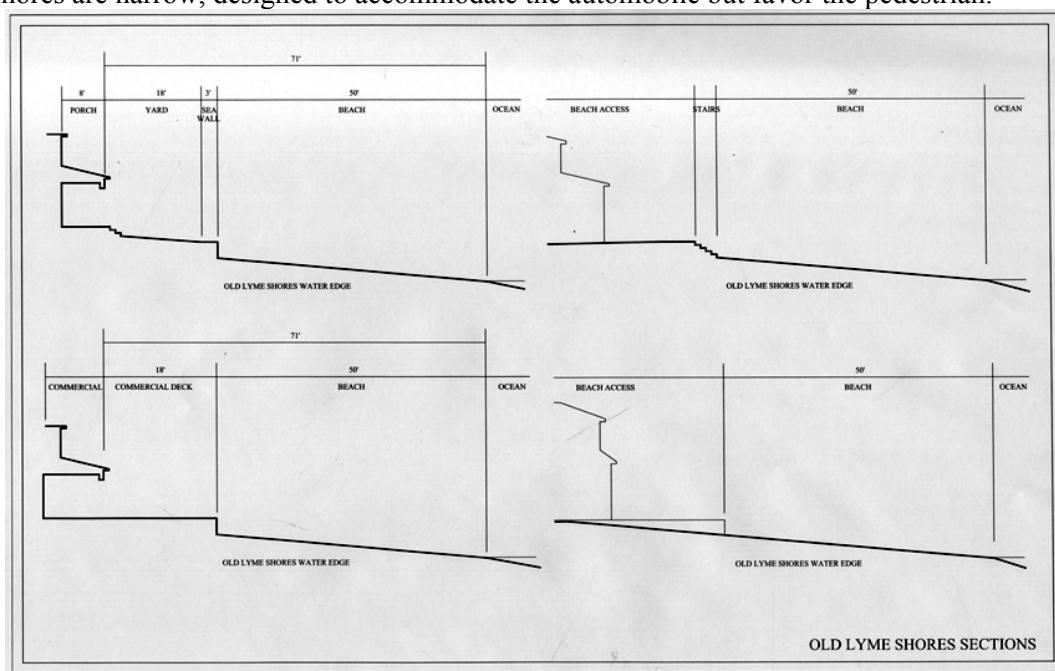 ores are narrow, designed to accommodate the automobile but favor the pedestrian.
71'
8' 18' 3' 50'
PORCH YARD SEA WALL BEACH OCEAN
OLD LYME SHORES WATER EDGE
50'
BEACH ACCESS STAIRS BEACH OCEAN
OLD LYME SHORES WATER EDGE
71'
18' 50'
COMMERCIAL COMMERCIAL DECK BEACH OCEAN
OLD LYME SHORES WATER EDGE
50'
BEACH ACCESS BEACH OCEAN
OLD LYME SHORES WATER EDGE
OLD LYME SHORES SECTIONS